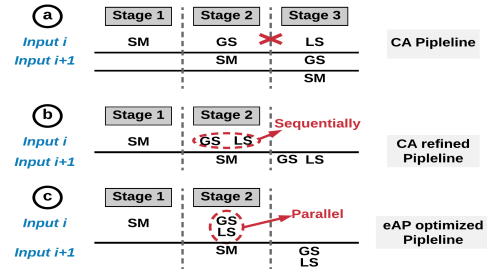 a
Stage 1 Stage 2 Stage 3
Input i SM GS LS
CA Pipleline
Input i+1 SM GS
SM
b
Stage 1 Stage 2
Sequentially
Input i SM GS LS
CA refined
Pipleline
Input i+1 SM GS LS
c
Stage 1 Stage 2
Parallel
Input i SM GS
LS
eAP optimized
Pipleline
Input i+1 SM GS
LS